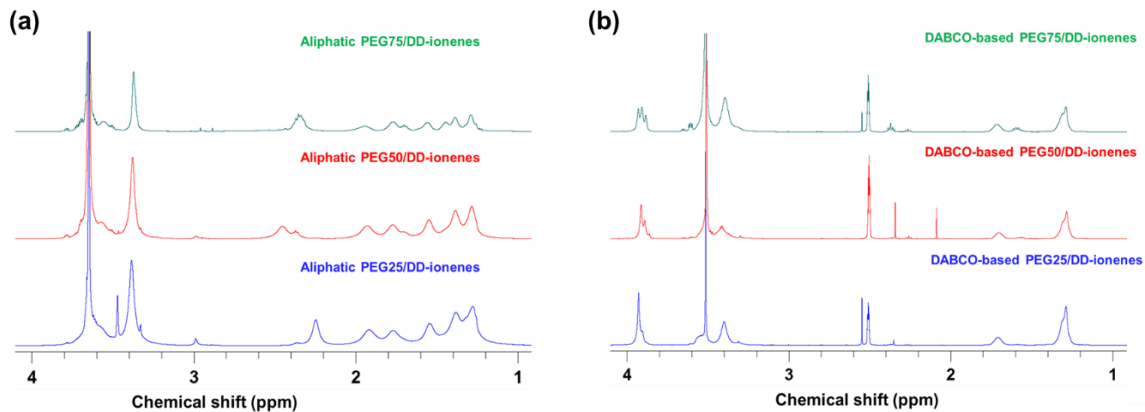 (a)
Aliphatic PEG75/DD-ionenes
Aliphatic PEG50/DD-ionenes
Aliphatic PEG25/DD-ionenes
4 3 2 1
Chemical shift (ppm)
(b)
DABCO-based PEG75/DD-ionenes
DABCO-based PEG50/DD-ionenes
DABCO-based PEG25/DD-ionenes
4 3 2 1
Chemical shift (ppm)